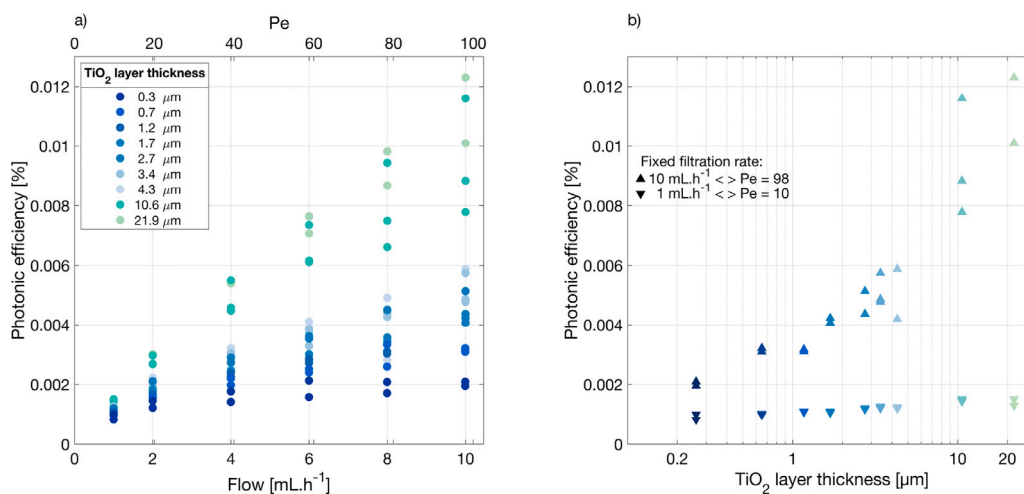 a)
Pe
0 20 40 60 80 100
TiO2 layer thickness
0.3 μm
0.7 μm
1.2 μm
1.7 μm
2.7 μm
3.4 μm
4.3 μm
10.6 μm
21.9 μm
0.012
0.01
0.008
0.006
0.004
0.002
0
Photonic efficiency [%]
0 2 4 6 8 10
Flow [mL.h-1]
b)
0.012
0.01
0.008
0.006
0.004
0.002
0
Photonic efficiency [%]
Fixed filtration rate:
10 mL.h-1 <> Pe = 98
1 mL.h-1 <> Pe = 10
0.2 1 2 10 20
TiO2 layer thickness [μm]